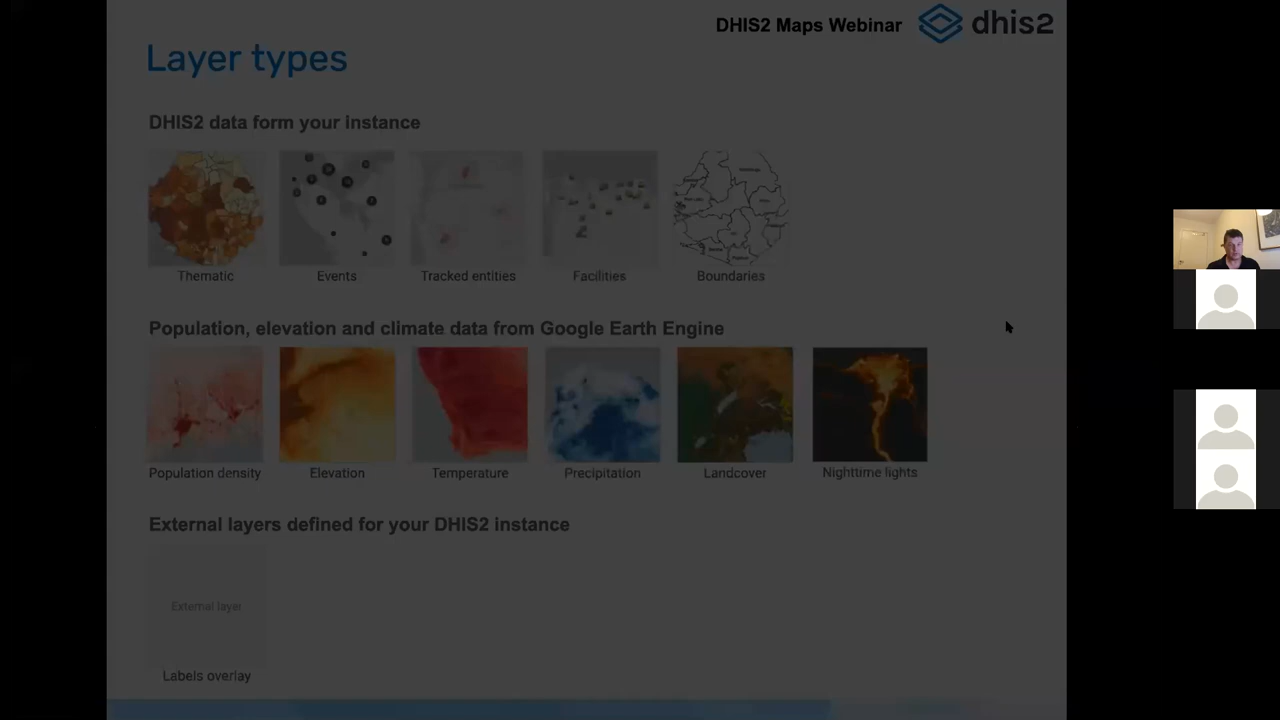 DHIS2 Maps Webinar
dhis2
Layer types
DHIS2 data form your instance
Thematic
Events
Tracked entities
Facilities
Boundaries
Population, elevation and climate data from Google Earth Engine
Population density
Elevation
Temperature
Precipitation
Landcover
Nighttime lights
External layers defined for your DHIS2 instance
External layer
Labels overlay